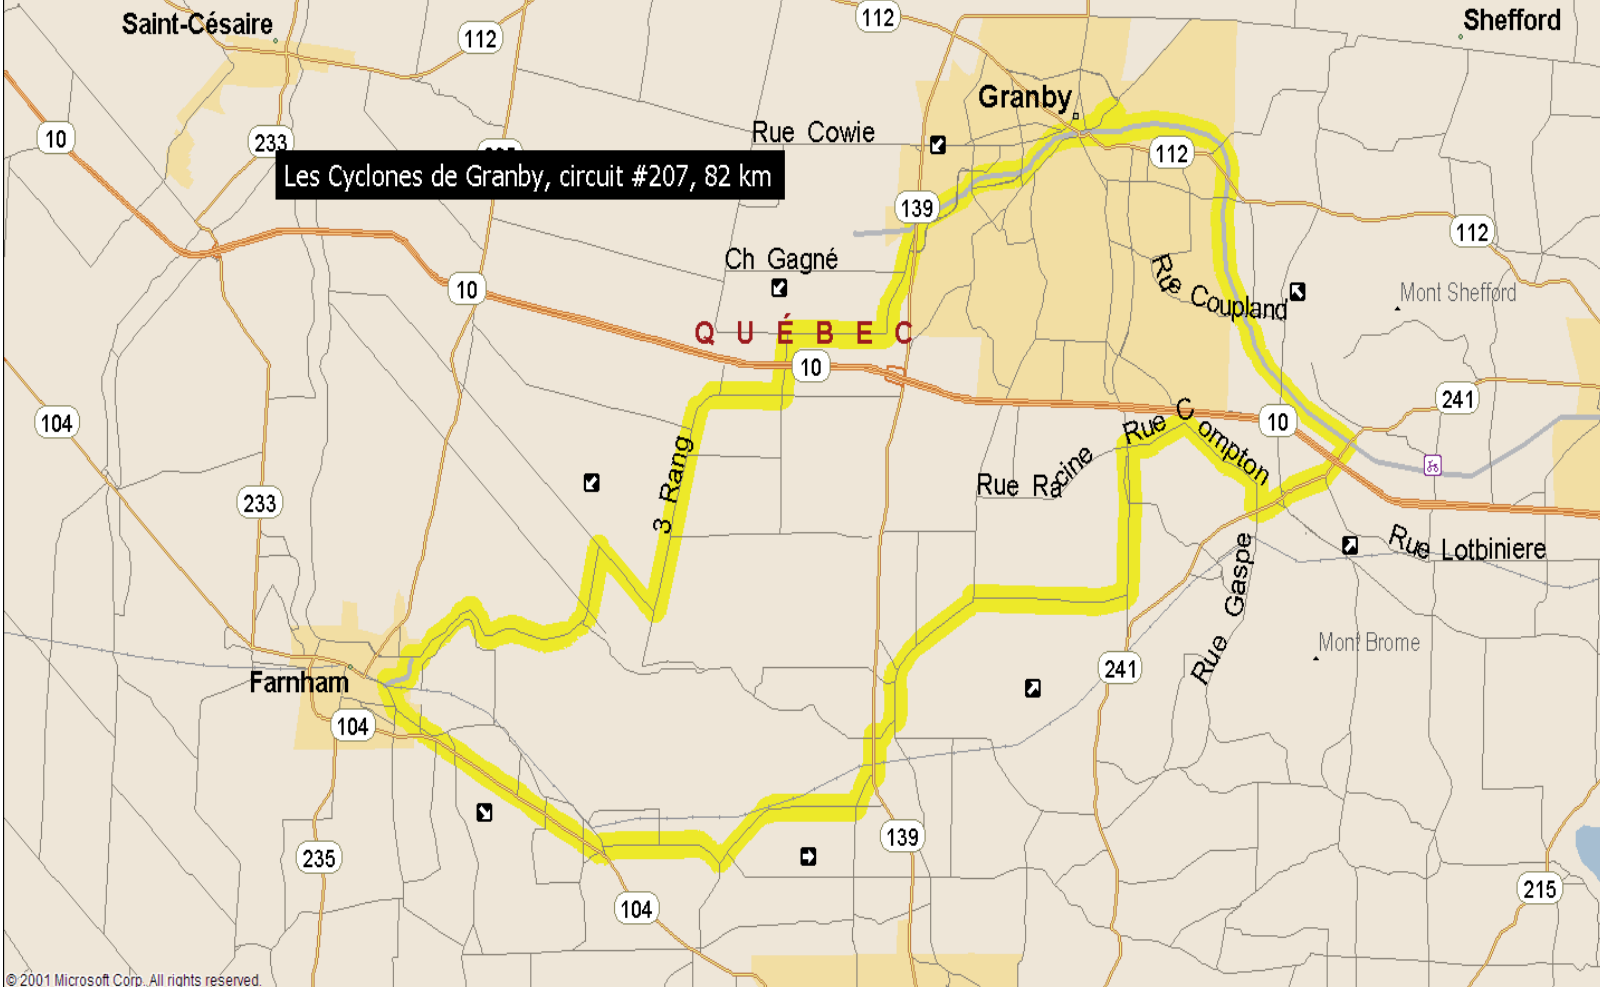 Saint-Césaire
112
112
Shefford
Granby
10
233
Rue Cowie
112
Les Cyclones de Granby, circuit #207, 82 km
139
112
Ch Gagné
Rue Coupland
10
Mont Shefford
QUÉBEC
10
241
104
10
Rue Compton
3 Rang
Rue Racine
233
Rue Lotbiniere
Rue Gaspe
Mont Brome
241
Farnham
104
139
235
215
104
© 2001 Microsoft Corp. All rights reserved.